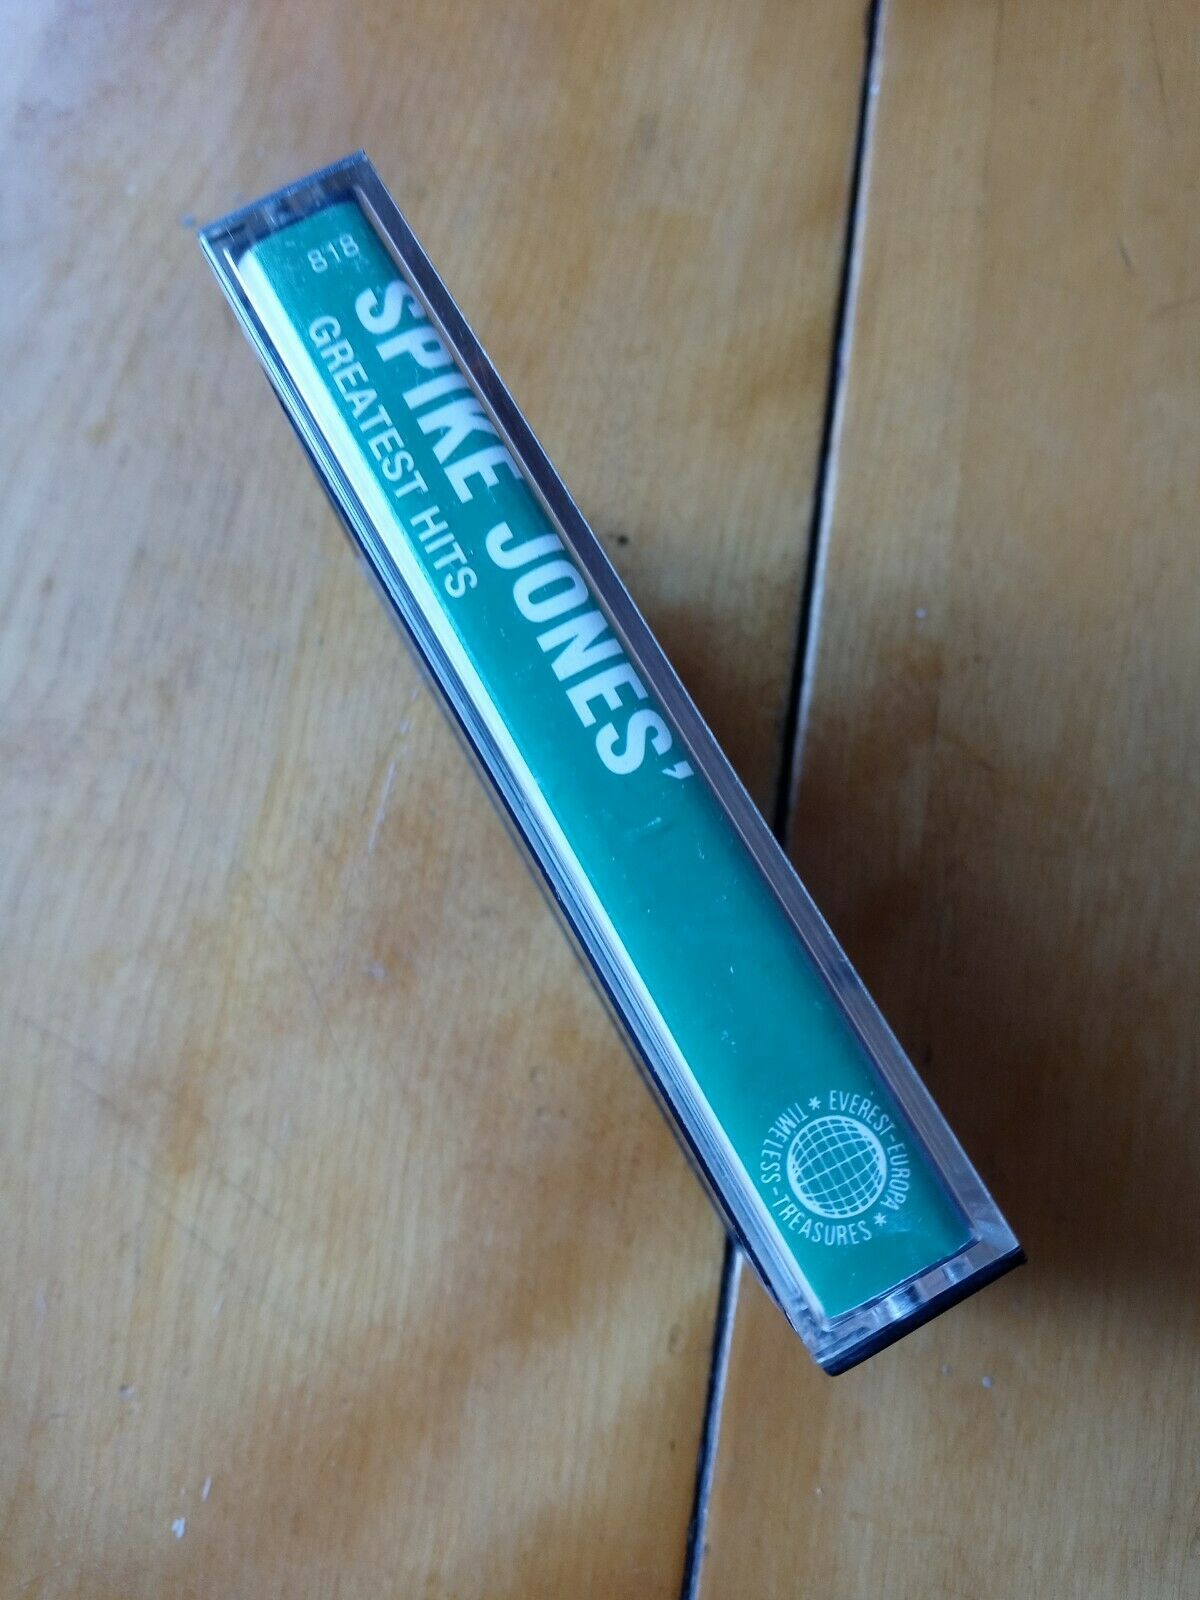 818
SPIKE JONES'
GREATEST HITS
* EVEREST-EUROPA
* TIMELESS-TREASURES